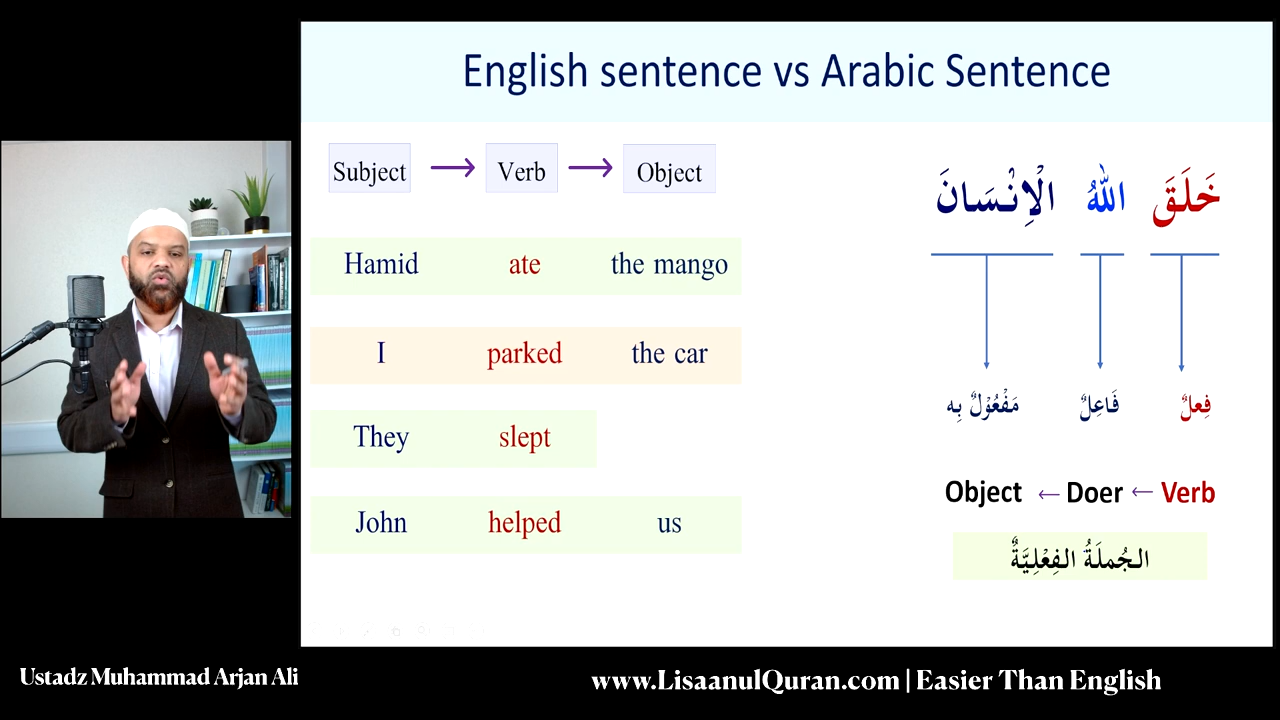 English sentence vs Arabic Sentence
Subject → Verb → Object
Hamid ate the mango
I parked the car
They slept
John helped us
خَلَقَ اللهُ الْاِنْسَانَ
فِعلٌ فَاعِلٌ مَفْعُوْلٌ بِه
Object ← Doer ← Verb
الجُملَةُ الفِعْلِيَّةٌ
Ustadz Muhammad Arjan Ali
www.LisaanulQuran.com | Easier Than English